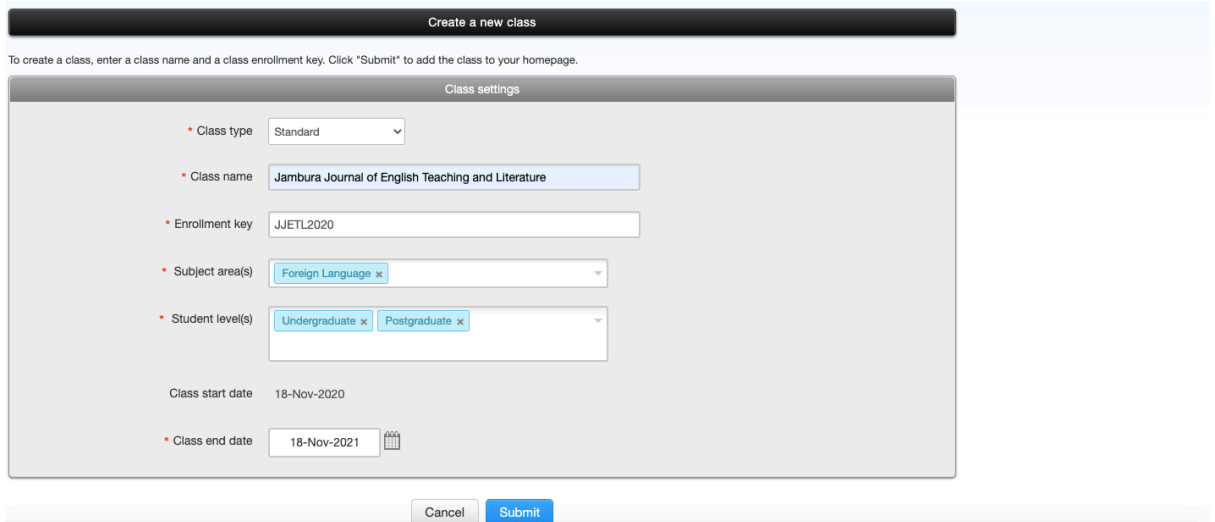 Create a new class
To create a class, enter a class name and a class enrollment key. Click "Submit" to add the class to your homepage.
Class settings
* Class type Standard
* Class name Jambura Journal of English Teaching and Literature
* Enrollment key JJETL2020
* Subject area(s) Foreign Language ×
* Student level(s) Undergraduate × Postgraduate ×
Class start date 18-Nov-2020
* Class end date 18-Nov-2021
Cancel Submit